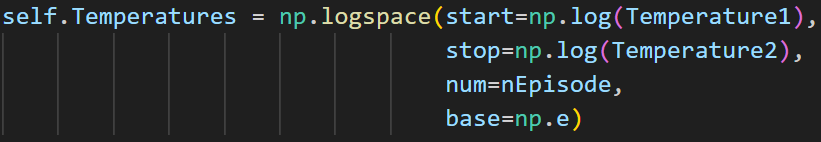 self.Temperatures = np.logspace(start=np.log(Temperature1),
stop=np.log(Temperature2),
num=nEpisode,
base=np.e)